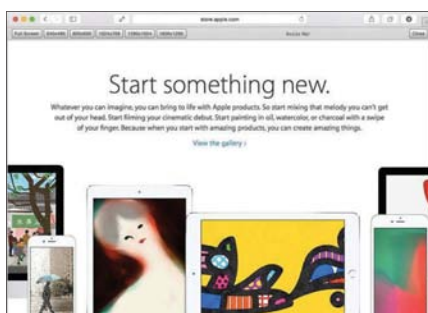 store.apple.com
Full Screen
Close
Start something new.
Whatever you can imagine, you can bring to life with Apple products. So start mixing that melody you can't get
out of your head. Start filming your cinematic debut. Start painting in oil, watercolor, or charcoal with a swipe
of your finger. Because when you start with amazing products, you can create amazing things.
View the gallery ›